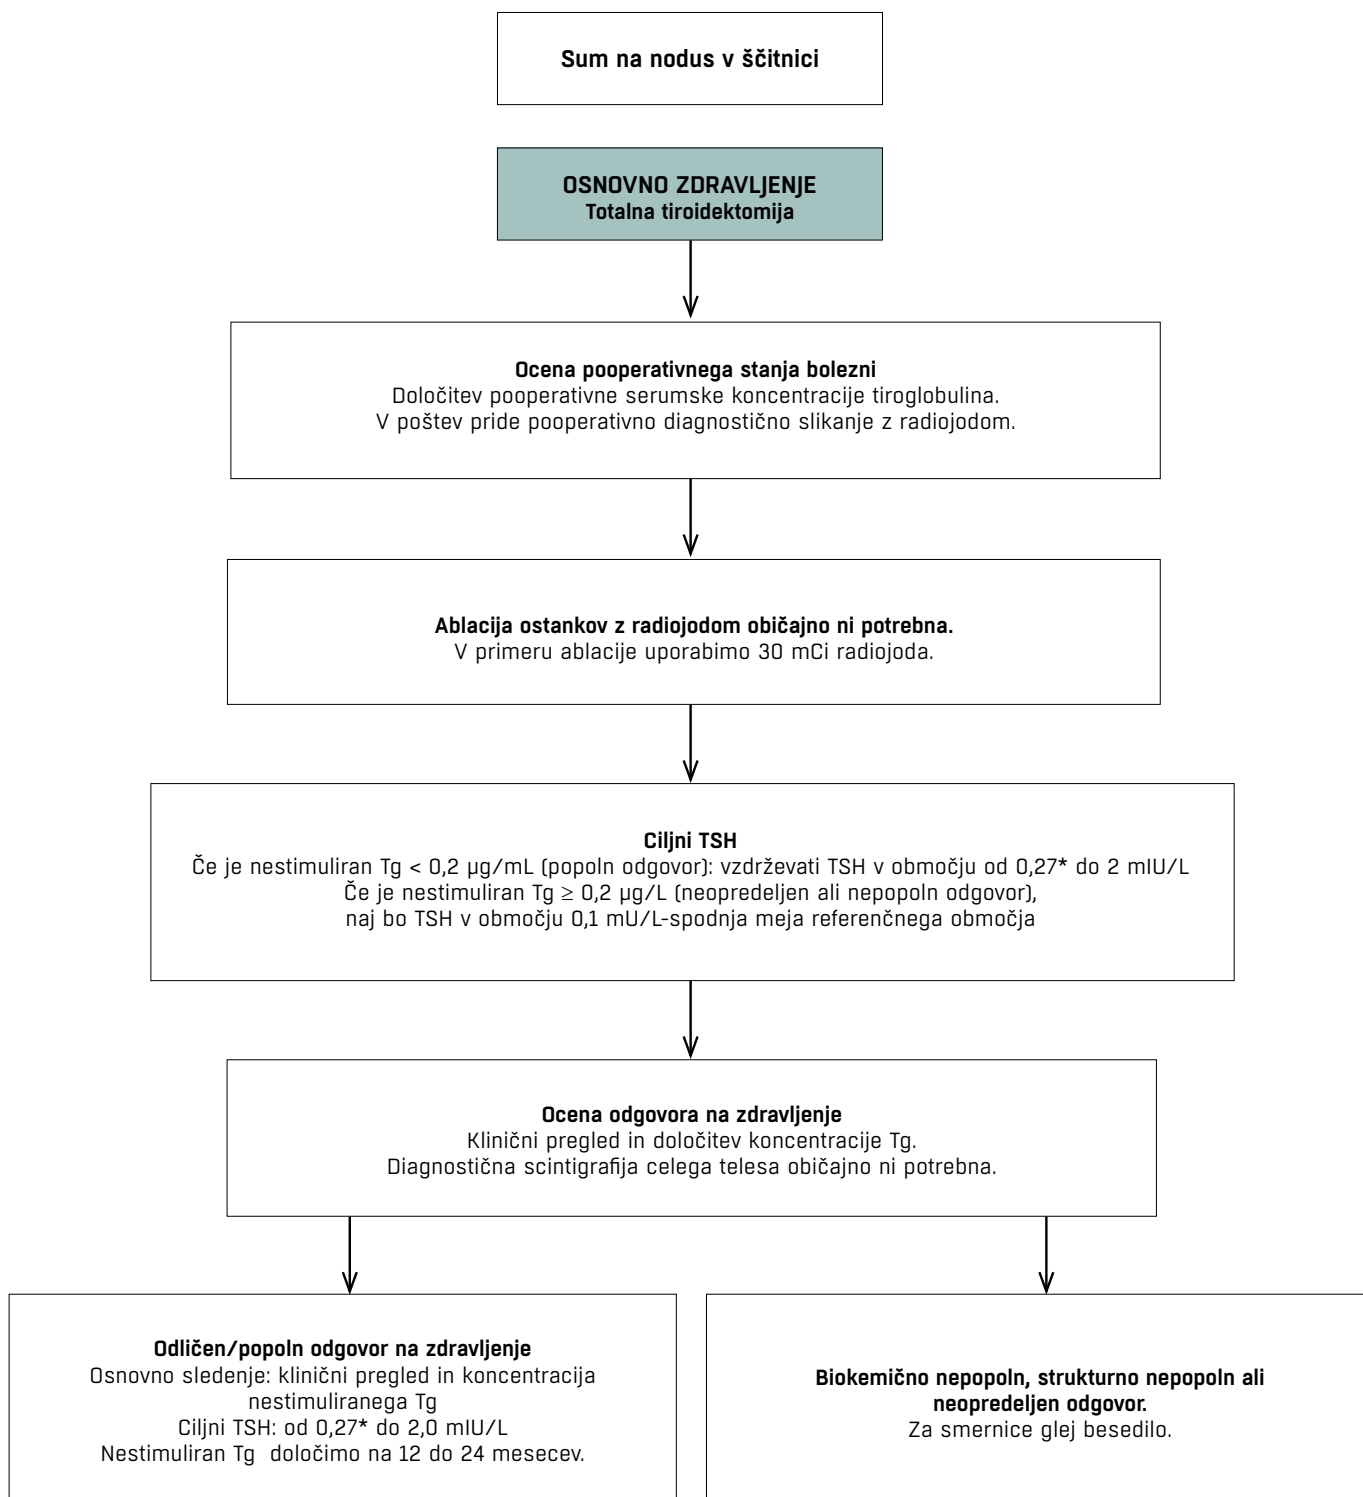 Sum na nodus v ščitnici
OSNOVNO ZDRAVLJENJE
Totalna tiroidektomija
Ocena pooperativnega stanja bolezni
Določitev pooperativne serumske koncentracije tiroglobulina.
V poštev pride pooperativno diagnostično slikanje z radiojodom.
Ablacija ostankov z radiojodom običajno ni potrebna.
V primeru ablacije uporabimo 30 mCi radiojoda.
Ciljni TSH
Če je nestimuliran Tg < 0,2 µg/mL (popoln odgovor): vzdrževati TSH v območju od 0,27* do 2 mIU/L
Če je nestimuliran Tg ≥ 0,2 µg/L (neopredeljen ali nepopoln odgovor),
naj bo TSH v območju 0,1 mU/L-spodnja meja referenčnega območja
Ocena odgovora na zdravljenje
Klinični pregled in določitev koncentracije Tg.
Diagnostična scintigrafija celega telesa običajno ni potrebna.
Odličen/popoln odgovor na zdravljenje
Osnovno sledenje: klinični pregled in koncentracija
nestimuliranega Tg
Ciljni TSH: od 0,27* do 2,0 mIU/L
Nestimuliran Tg določimo na 12 do 24 mesecev.
Biokemično nepopoln, strukturno nepopoln ali
neopredeljen odgovor.
Za smernice glej besedilo.